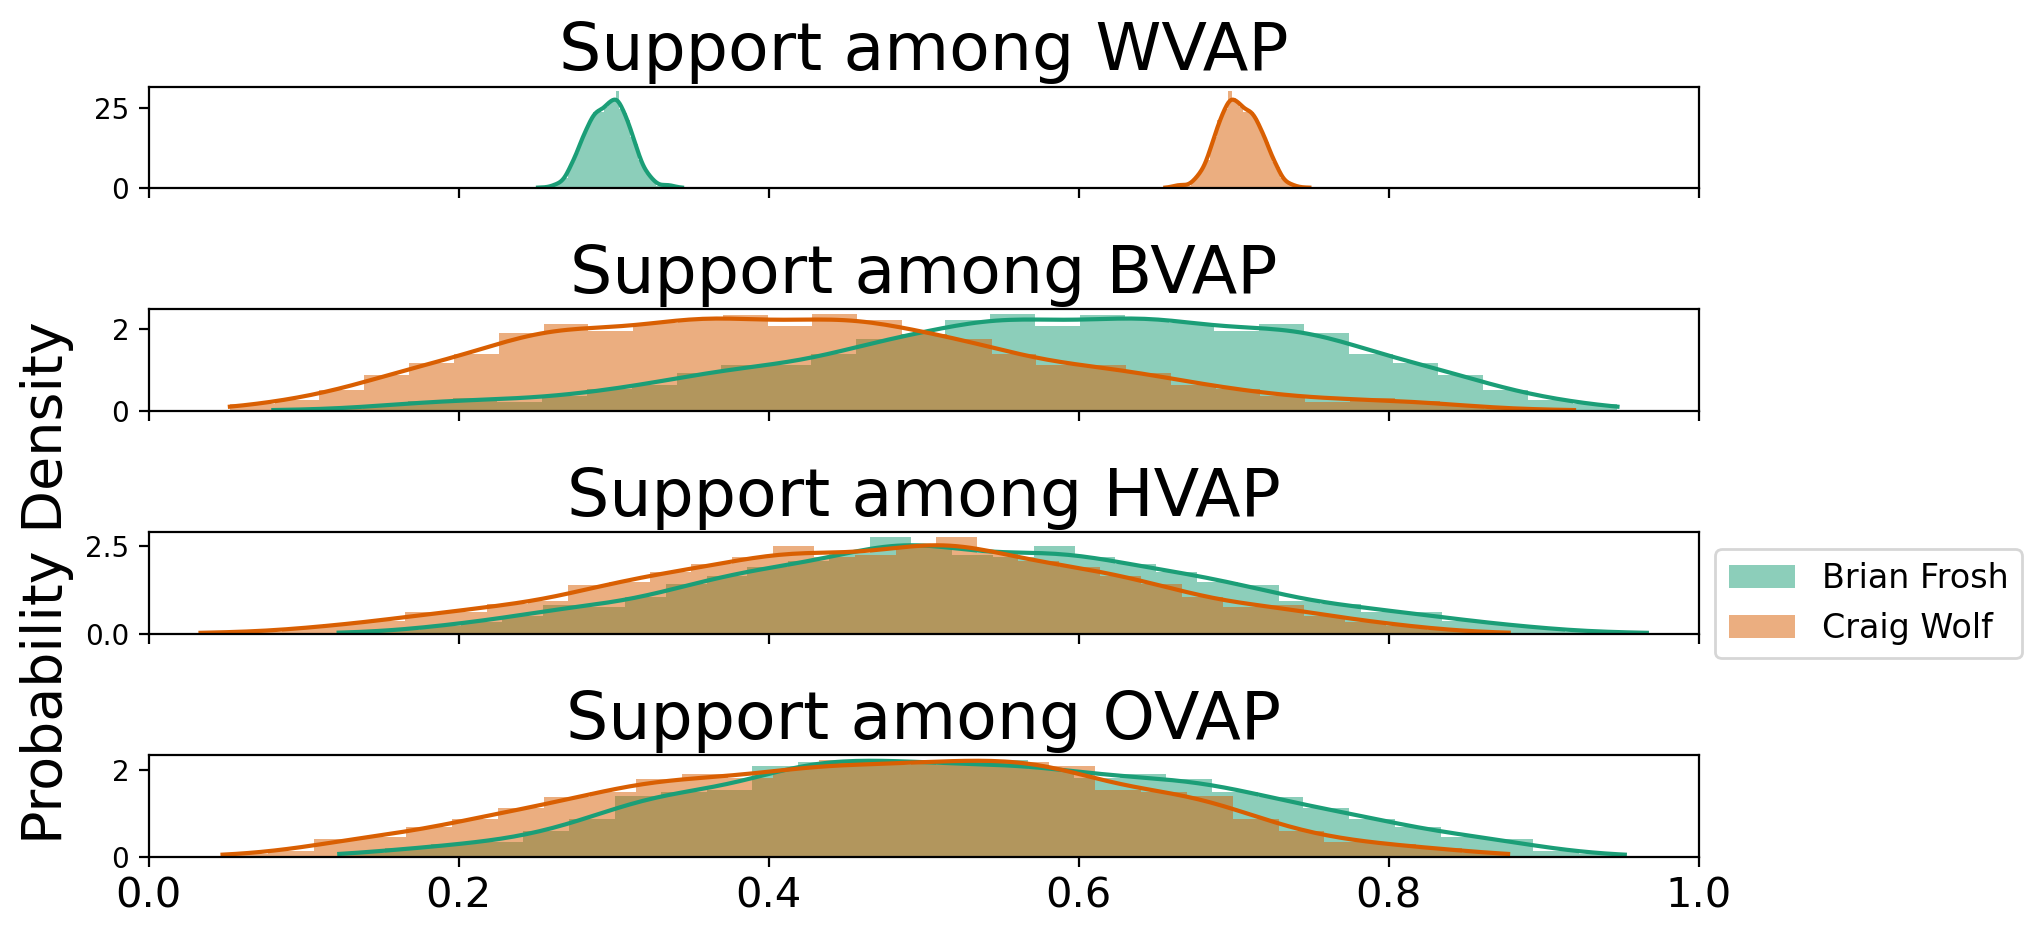 Support among WVAP
25
0
Support among BVAP
2
0
Support among HVAP
2.5
0.0
Support among OVAP
2
0
0.0 0.2 0.4 0.6 0.8 1.0
Probability Density
Brian Frosh
Craig Wolf